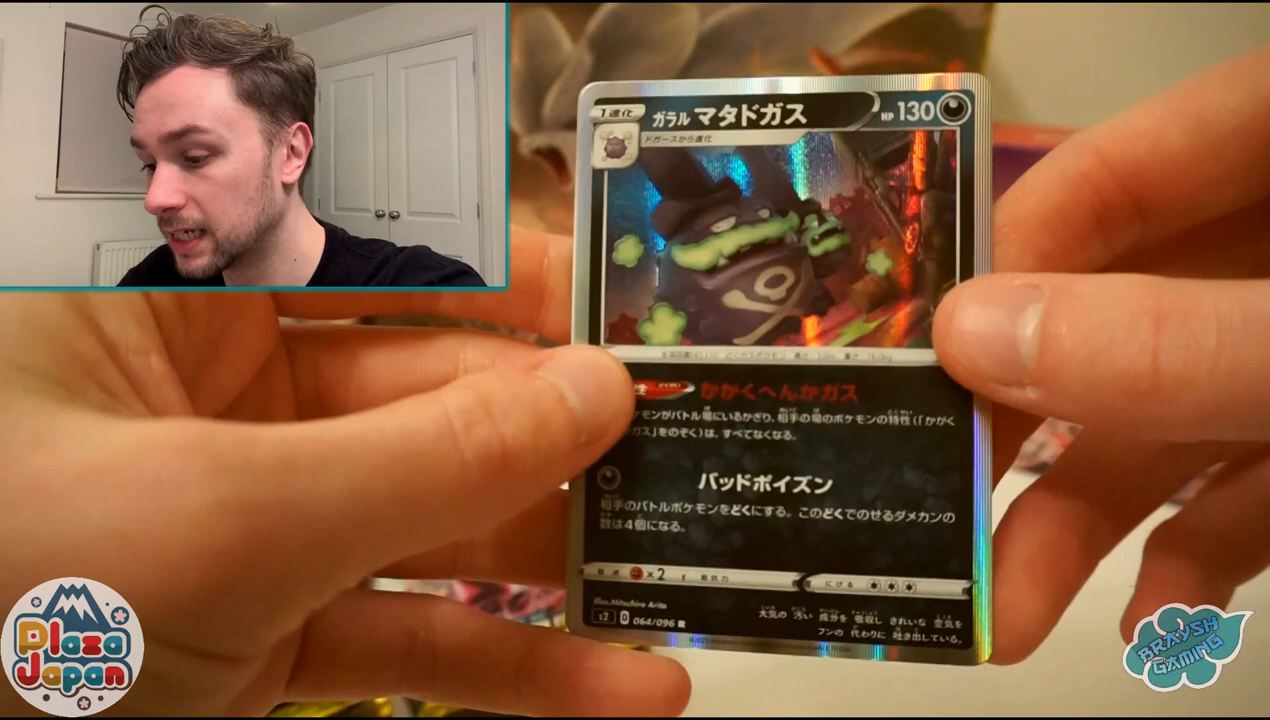 1進化 ガラル マタドガス HP 130
ドガースから進化
かがくへんかガス
モンがバトル場にいるかぎり、相手の場のポケモンの特性(「かがく
ガス」をのぞく)は、すべてなくなる。
バッドポイズン
相手のバトルポケモンをどくにする。このどくでのせるダメカンの
数は4個になる。
弱点 ×2 抵抗力 にげる
illus. Mitsuhiro Arita
S2 D 064/096 R
大気の 汚い 成分を 吸収し きれいな 空気を
フンの 代わりに 吐き出している。
Plaza
Japan
BRAYSH
GAMING